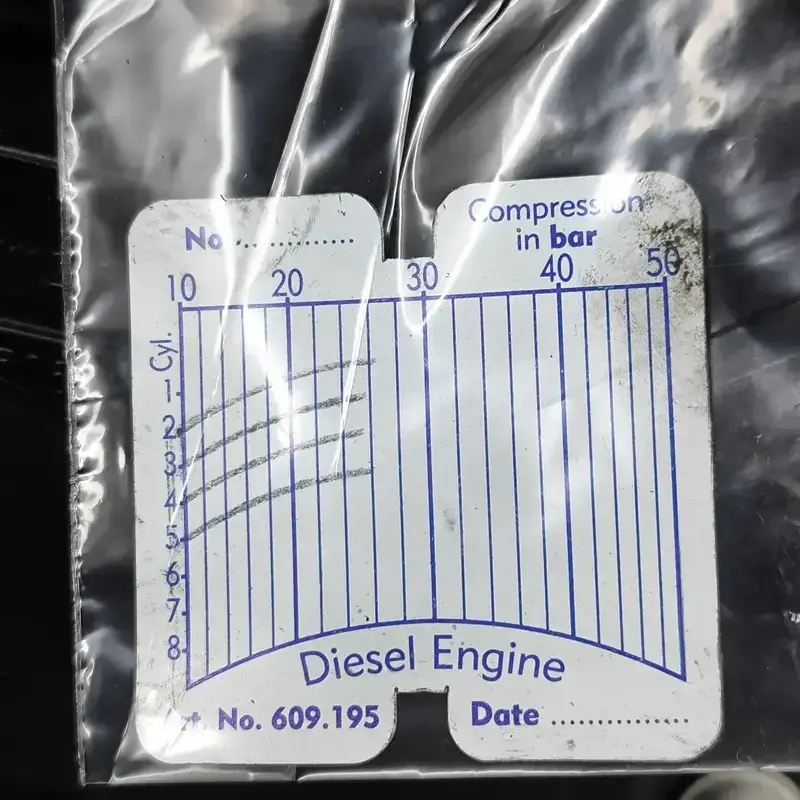 No. ..............
Compression
in bar
10 20 30 40 50
Cyl.
1
2
3
4
5
6
7
8
Diesel Engine
Art. No. 609.195
Date ................